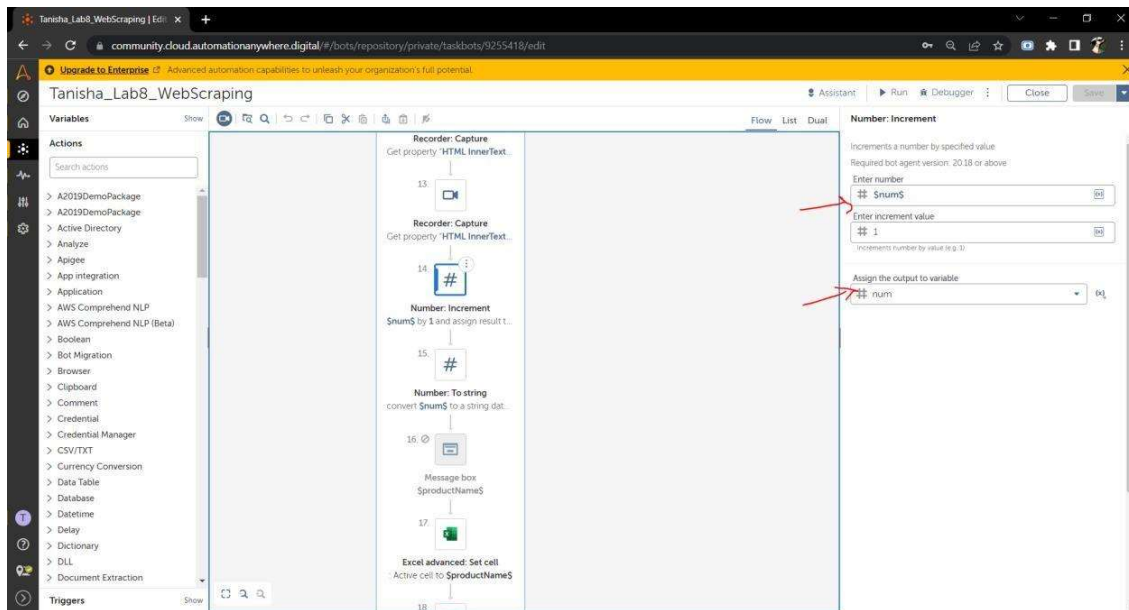 Tanisha_Lab8_WebScraping | Edit
community.cloud.automationanywhere.digital/#/bots/repository/private/taskbots/9255418/edit
Upgrade to Enterprise Advanced automation capabilities to unleash your organization's full potential.
Tanisha_Lab8_WebScraping
Assistant
Run
Debugger
Close
Save
Variables
Show
Flow
List
Dual
Actions
Search actions
A2019DemoPackage
A2019DemoPackage
Active Directory
Analyze
Apigee
App integration
Application
AWS Comprehend NLP
AWS Comprehend NLP (Beta)
Boolean
Bot Migration
Browser
Clipboard
Comment
Credential
Credential Manager
CSV/TXT
Currency Conversion
Data Table
Database
Datetime
Delay
Dictionary
DLL
Document Extraction
Triggers
Show
T
Recorder: Capture
Get property "HTML InnerText...
13.
Recorder: Capture
Get property "HTML InnerText...
14.
#
Number: Increment
$num$ by 1 and assign result t...
15.
#
Number: To string
convert $num$ to a string dat...
16.
Message box
$productName$
17.
Excel advanced: Set cell
Active cell to $productName$
18.
Number: Increment
Increments a number by specified value
Required bot agent version: 20.18 or above
Enter number
# $num$
(x)
Enter increment value
# 1
(x)
Increments number by value (e.g. 1)
Assign the output to variable
# num
(x)